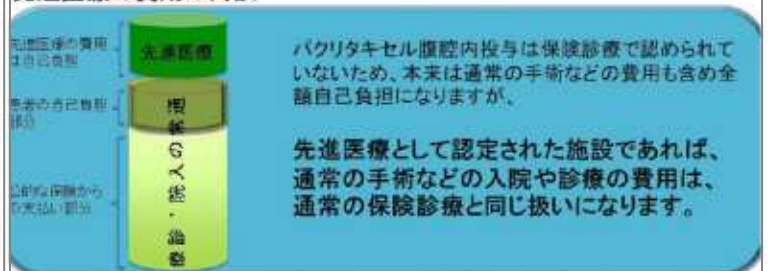 先進医療の費用
は自己負担
先進医療
患者の自己負担
部分
公的な保険から
の支払い部分
パクリタキセル腹腔内投与は保険診療で認められて
いないため、本来は通常の手術などの費用も含め全
額自己負担になりますが、
先進医療として認定された施設であれば、
通常の手術などの入院や診療の費用は、
通常の保険診療と同じ扱いになります。